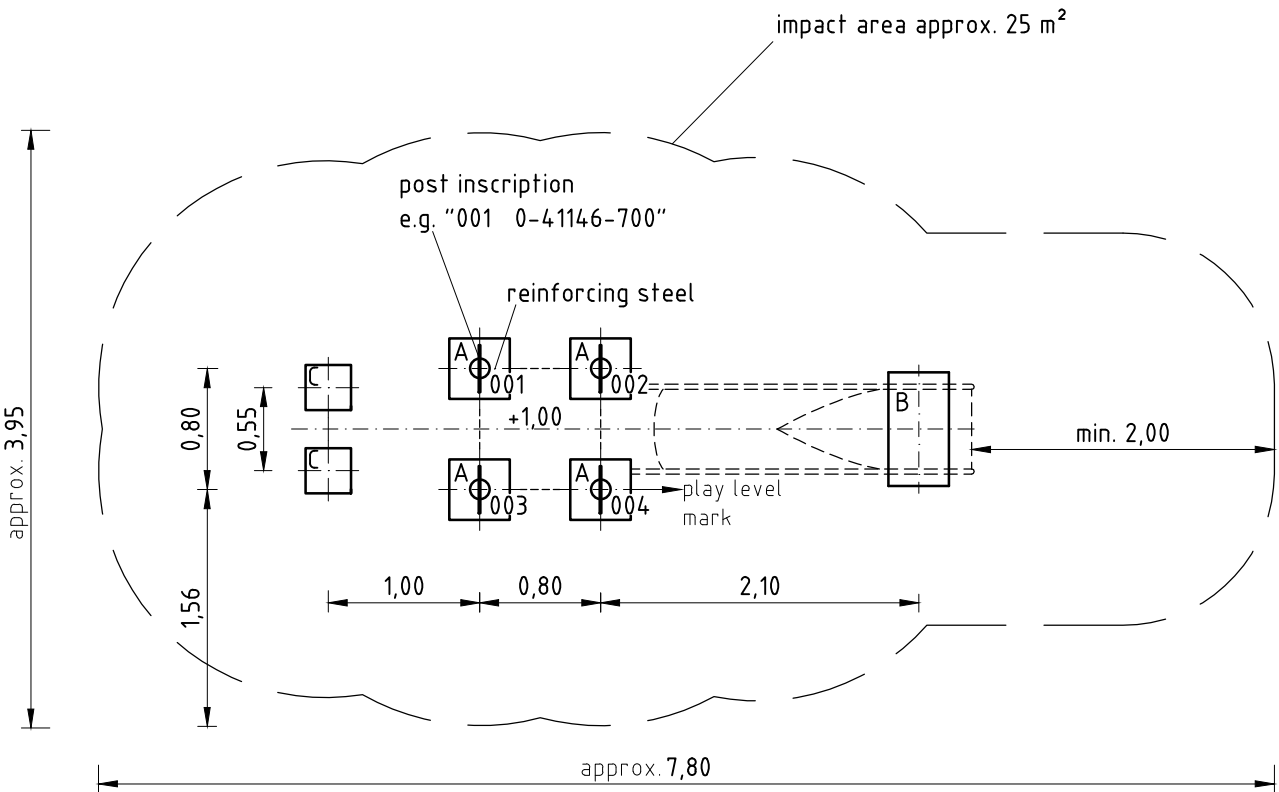 impact area approx. 25 m²
post inscription
e.g. "001 0-41146-700"
reinforcing steel
A
A
001
002
C
B
+1,00
0,80
0,55
approx. 3,95
min. 2,00
C
A
A
003
004
play level
mark
1,00
0,80
2,10
1,56
approx. 7,80